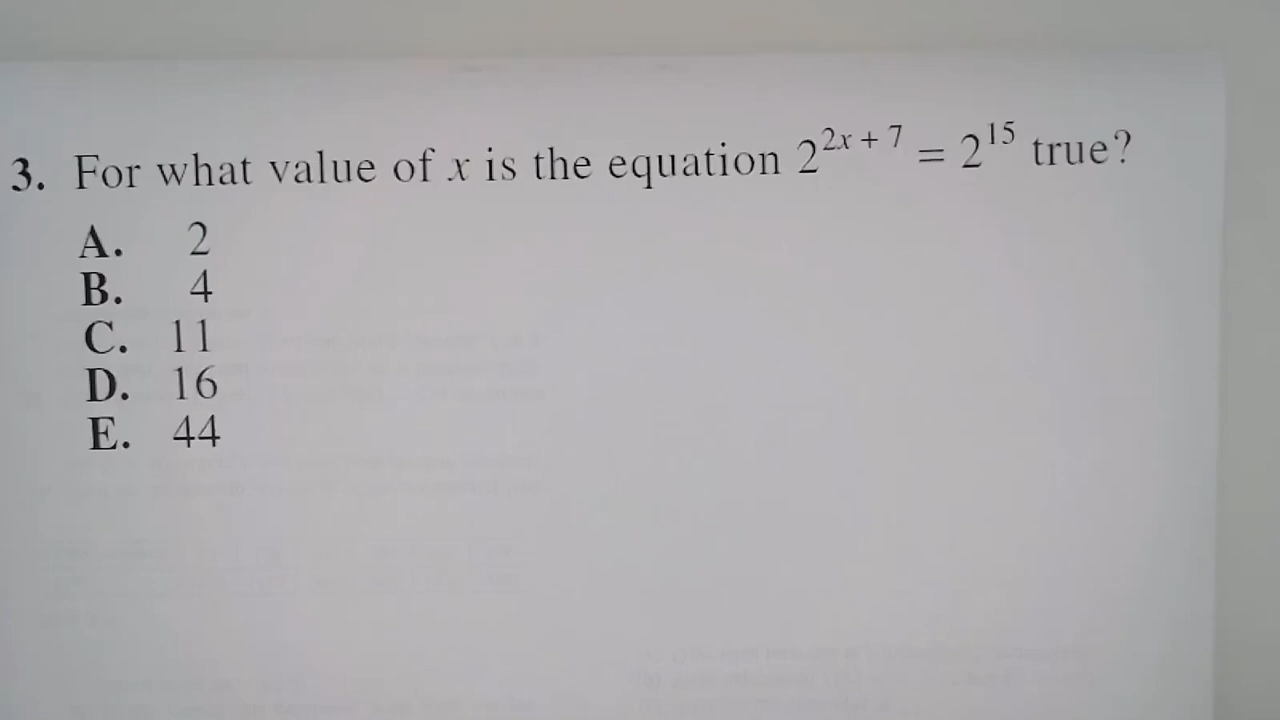 3. For what value of x is the equation 2^{2x + 7} = 2^{15} true?
A. 2
B. 4
C. 11
D. 16
E. 44